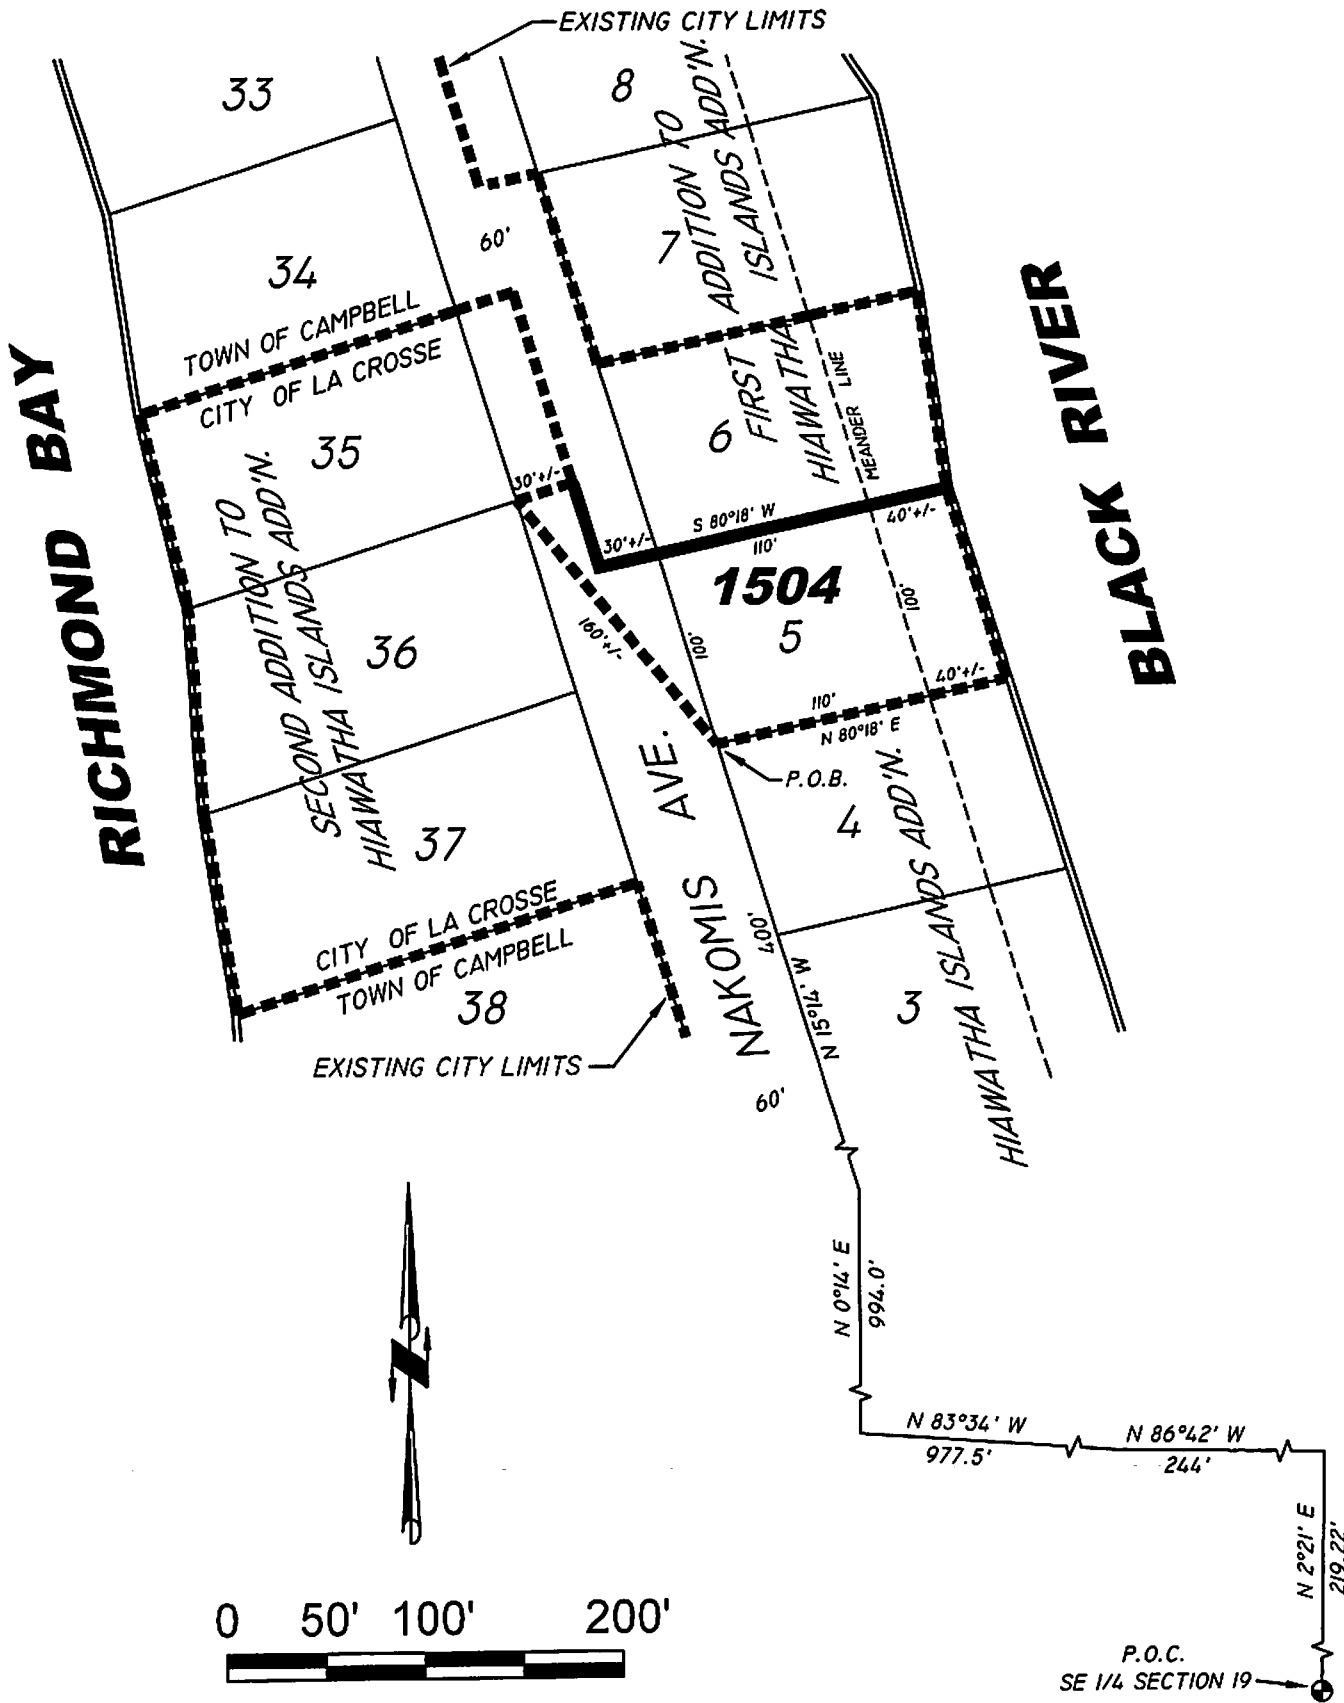 EXISTING CITY LIMITS
33
8
34
60'
7
ADDITION TO
ISLANDS ADD'N.
FIRST
HIAWATHA
TOWN OF CAMPBELL
CITY OF LA CROSSE
RICHMOND BAY
BLACK RIVER
35
6
MEANDER LINE
30'+/-
S 80°18' W
40'+/-
30'+/-
110'
1504
SECOND ADDITION TO
HIAWATHA ISLANDS ADD'N.
36
160'+/-
100'
5
100'
40'+/-
110'
N 80°18' E
P.O.B.
37
4
NAKOMIS AVE.
400'
N 15°14' W
CITY OF LA CROSSE
TOWN OF CAMPBELL
38
3
HIAWATHA ISLANDS ADD'N.
EXISTING CITY LIMITS
60'
N 0°14' E
994.0'
N 83°34' W
977.5'
N 86°42' W
244'
N 2°21' E
219.22'
0 50' 100' 200'
P.O.C.
SE 1/4 SECTION 19